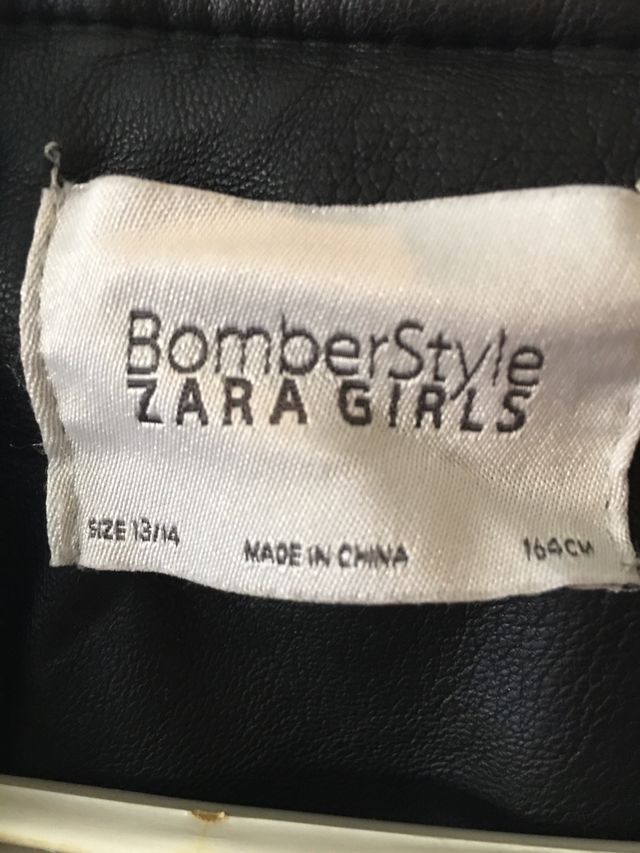 BomberStyle
ZARA GIRLS
SIZE 13/14 MADE IN CHINA 164CM